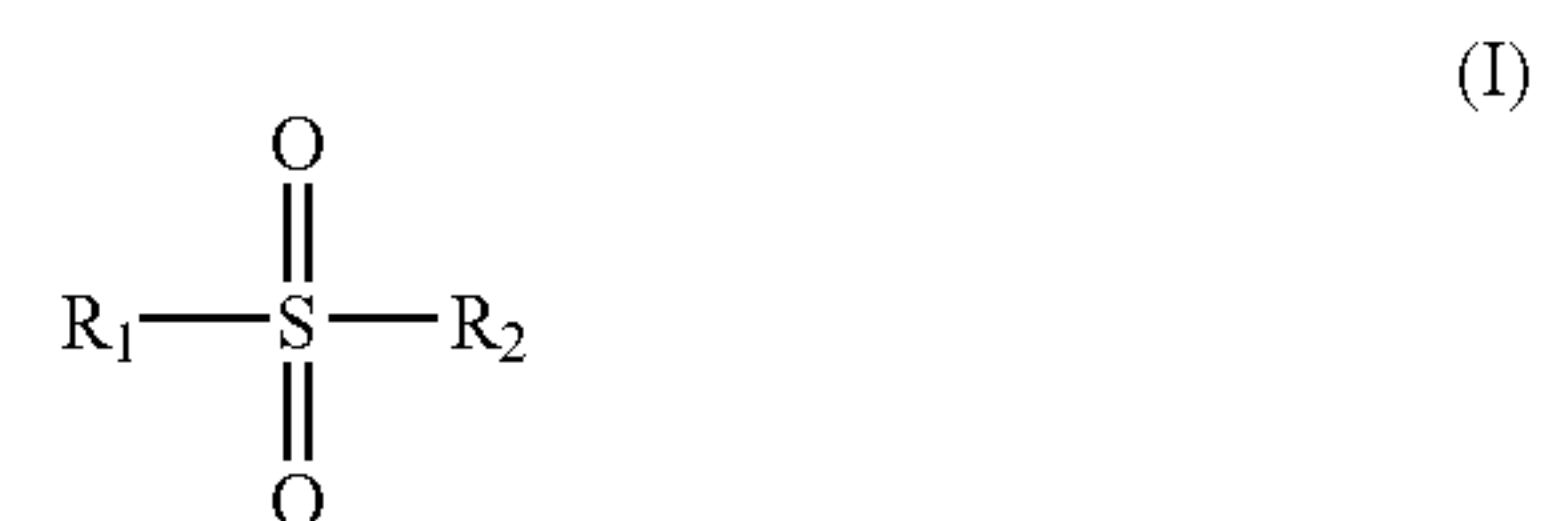 (I)
O
R₁ S R₂
O